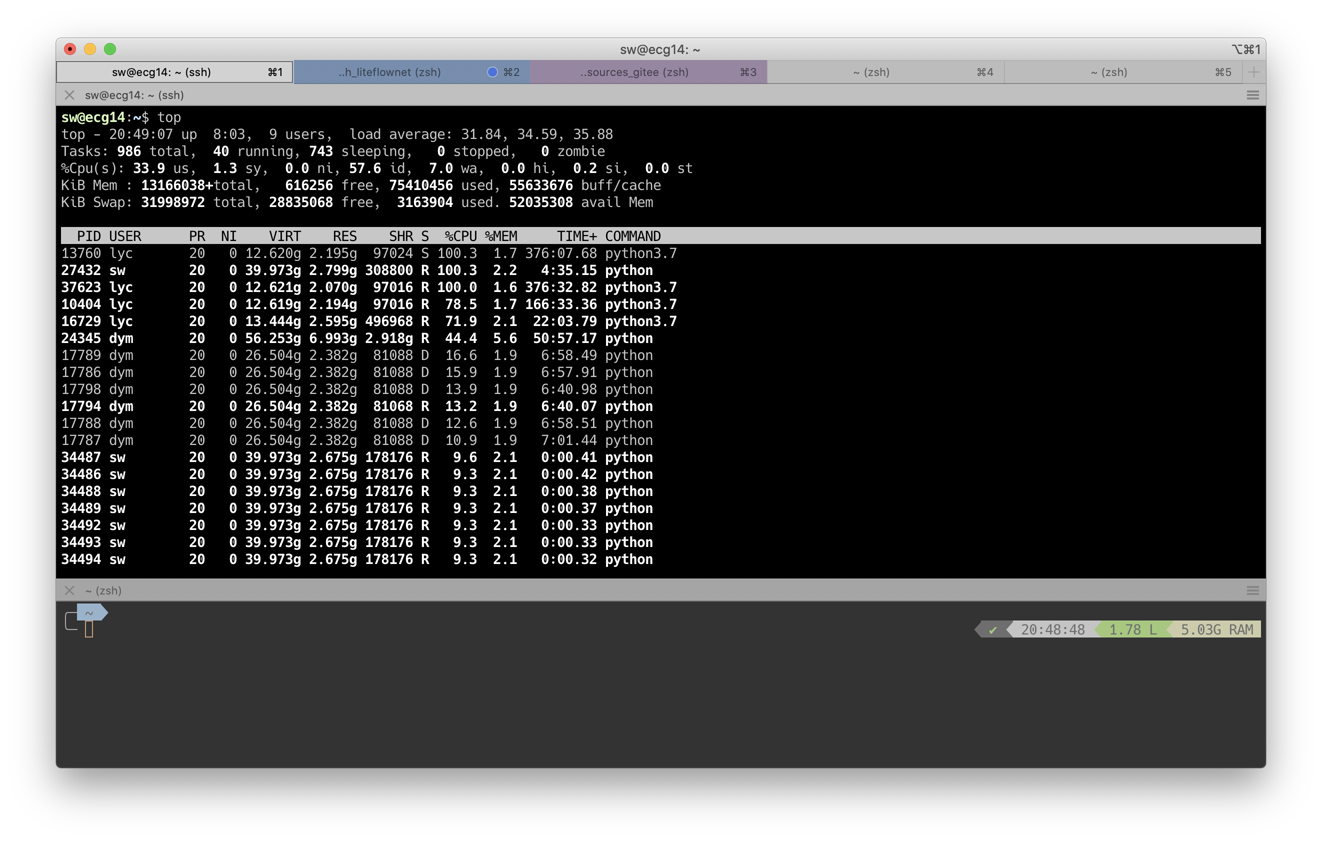 sw@ecg14: ~ ⌥⌘1
sw@ecg14: ~ (ssh) ⌘1 ..h_liteflownet (zsh) ⌘2 ..sources_gitee (zsh) ⌘3 ~ (zsh) ⌘4 ~ (zsh) ⌘5
sw@ecg14: ~ (ssh)
sw@ecg14:~$ top
top - 20:49:07 up  8:03,  9 users,  load average: 31.84, 34.59, 35.88
Tasks: 986 total,  40 running, 743 sleeping,   0 stopped,   0 zombie
%Cpu(s): 33.9 us,  1.3 sy,  0.0 ni, 57.6 id,  7.0 wa,  0.0 hi,  0.2 si,  0.0 st
KiB Mem : 13166038+total,   616256 free, 75410456 used, 55633676 buff/cache
KiB Swap: 31998972 total, 28835068 free,  3163904 used. 52035308 avail Mem
PID USER      PR  NI    VIRT    RES    SHR S  %CPU %MEM     TIME+ COMMAND
13760 lyc       20   0 12.620g 2.195g  97024 S 100.3  1.7 376:07.68 python3.7
27432 sw        20   0 39.973g 2.799g 308800 R 100.3  2.2   4:35.15 python
37623 lyc       20   0 12.621g 2.070g  97016 R 100.0  1.6 376:32.82 python3.7
10404 lyc       20   0 12.619g 2.194g  97016 R  78.5  1.7 166:33.36 python3.7
16729 lyc       20   0 13.444g 2.595g 496968 R  71.9  2.1  22:03.79 python3.7
24345 dym       20   0 56.253g 6.993g 2.918g R  44.4  5.6  50:57.17 python
17789 dym       20   0 26.504g 2.382g  81088 D  16.6  1.9   6:58.49 python
17786 dym       20   0 26.504g 2.382g  81088 D  15.9  1.9   6:57.91 python
17798 dym       20   0 26.504g 2.382g  81088 D  13.9  1.9   6:40.98 python
17794 dym       20   0 26.504g 2.382g  81068 R  13.2  1.9   6:40.07 python
17788 dym       20   0 26.504g 2.382g  81088 D  12.6  1.9   6:58.51 python
17787 dym       20   0 26.504g 2.382g  81088 D  10.9  1.9   7:01.44 python
34487 sw        20   0 39.973g 2.675g 178176 R   9.6  2.1   0:00.41 python
34486 sw        20   0 39.973g 2.675g 178176 R   9.3  2.1   0:00.42 python
34488 sw        20   0 39.973g 2.675g 178176 R   9.3  2.1   0:00.38 python
34489 sw        20   0 39.973g 2.675g 178176 R   9.3  2.1   0:00.37 python
34492 sw        20   0 39.973g 2.675g 178176 R   9.3  2.1   0:00.33 python
34493 sw        20   0 39.973g 2.675g 178176 R   9.3  2.1   0:00.33 python
34494 sw        20   0 39.973g 2.675g 178176 R   9.3  2.1   0:00.32 python
~ (zsh)
~
✔ 20:48:48 1.78 L 5.03G RAM